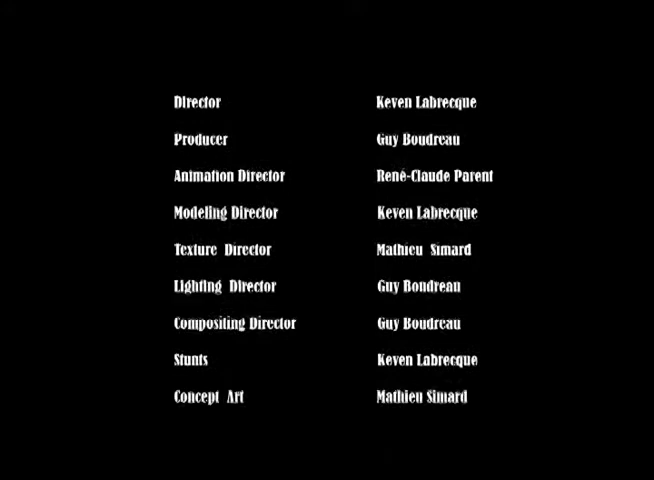 Director Keven Labrecque
Producer Guy Boudreau
Animation Director René-Claude Parent
Modeling Director Keven Labrecque
Texture Director Mathieu Simard
Lighting Director Guy Boudreau
Compositing Director Guy Boudreau
Stunts Keven Labrecque
Concept Art Mathieu Simard